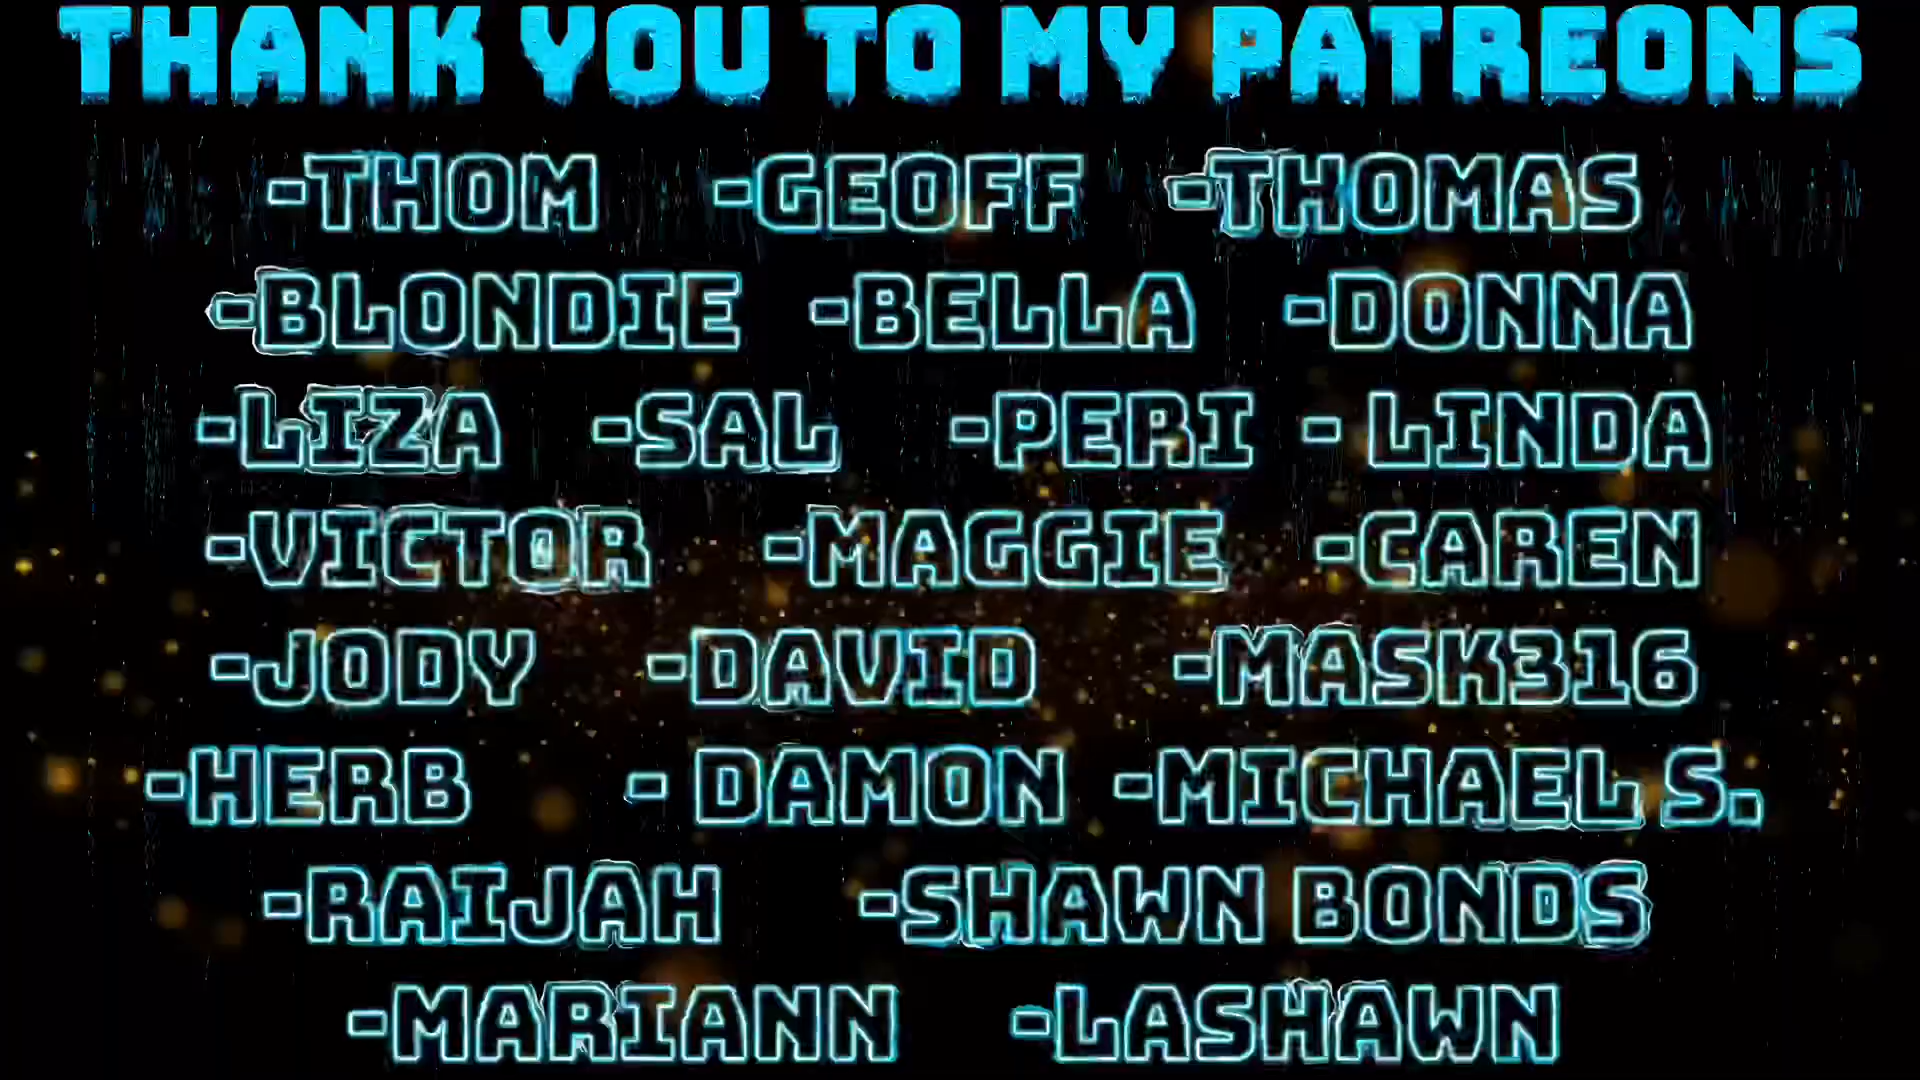 THANK YOU TO MY PATREONS
-THOM -GEOFF -THOMAS
-BLONDIE -BELLA -DONNA
-LIZA -SAL -PERI - LINDA
-VICTOR -MAGGIE -CAREN
-JODY -DAVID -MASK316
-HERB - DAMON -MICHAEL S.
-RAIJAH -SHAWN BONDS
-MARIANN -LASHAWN